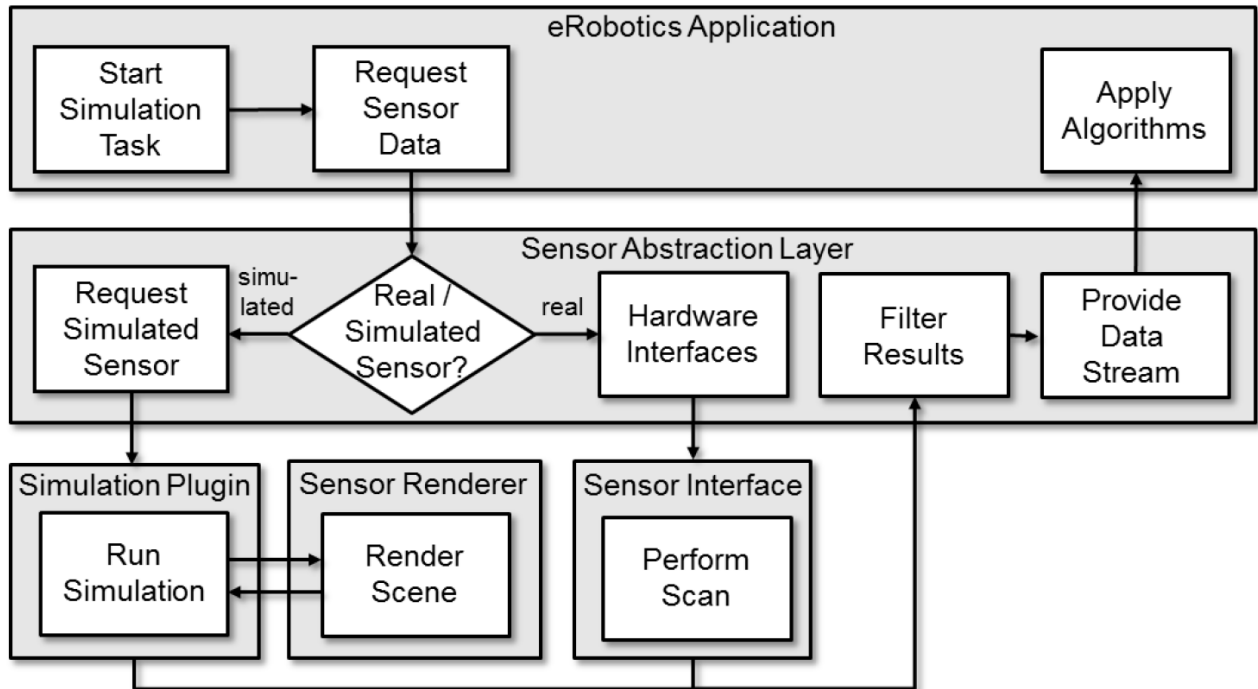 eRobotics Application
Start
Simulation
Task
Request
Sensor
Data
Apply
Algorithms
Sensor Abstraction Layer
Request
Simulated
Sensor
simu-
lated
Real /
Simulated
Sensor?
real
Hardware
Interfaces
Filter
Results
Provide
Data
Stream
Simulation Plugin
Run
Simulation
Sensor Renderer
Render
Scene
Sensor Interface
Perform
Scan